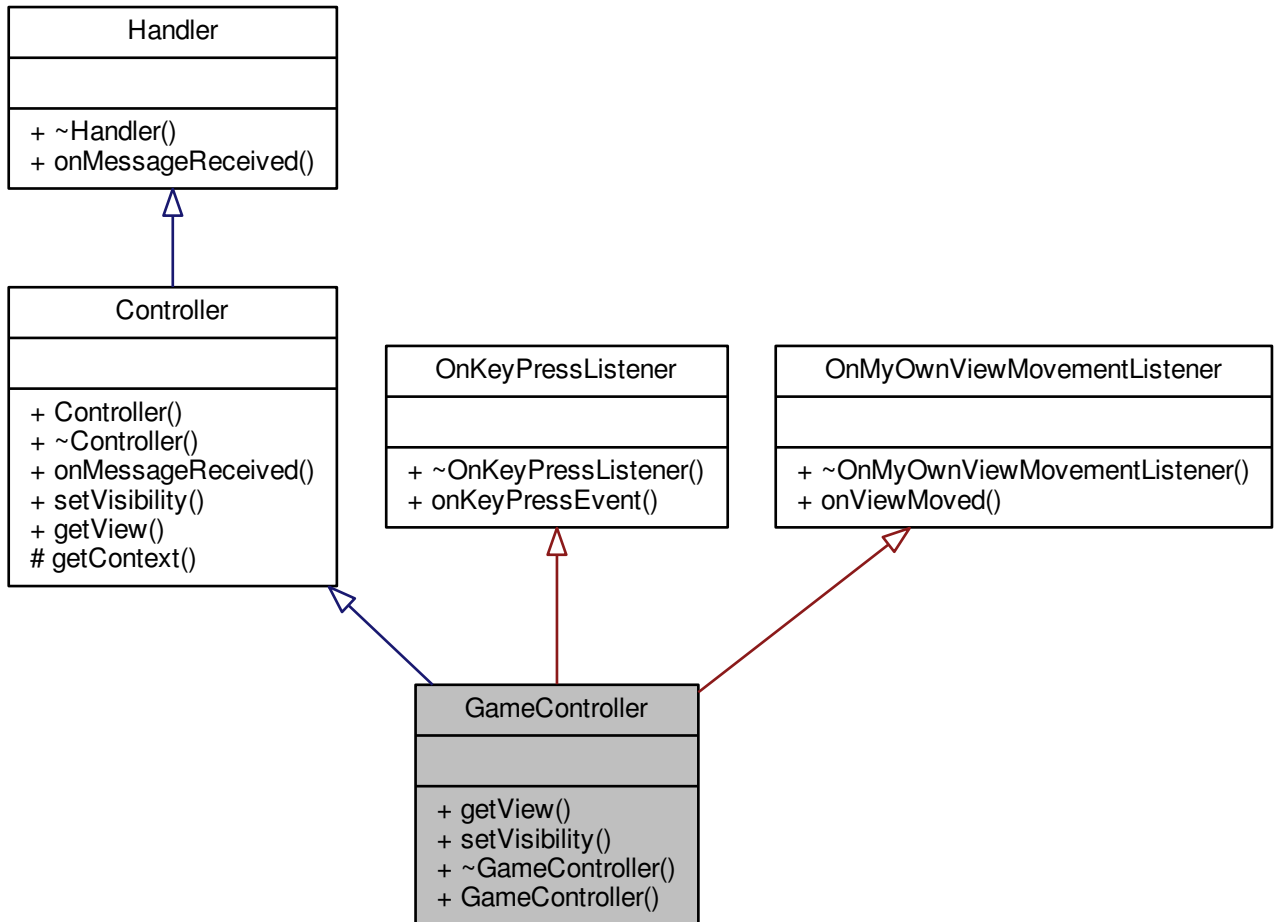 Handler
+ ~Handler()
+ onMessageReceived()
Controller
+ Controller()
+ ~Controller()
+ onMessageReceived()
+ setVisibility()
+ getView()
# getContext()
OnKeyPressListener
+ ~OnKeyPressListener()
+ onKeyPressEvent()
OnMyOwnViewMovementListener
+ ~OnMyOwnViewMovementListener()
+ onViewMoved()
GameController
+ getView()
+ setVisibility()
+ ~GameController()
+ GameController()